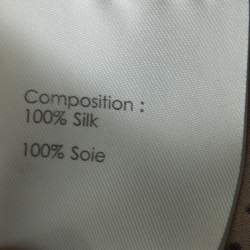 Composition :
100% Silk
100% Soie